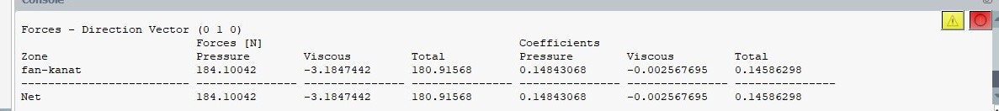 Console
Forces - Direction Vector (0 1 0)
Forces [N] Coefficients
Zone Pressure Viscous Total Pressure Viscous Total
fan-kanat 184.10042 -3.1847442 180.91568 0.14843068 -0.002567695 0.14586298
------------------------- --------------- --------------- --------------- --------------- --------------- ---------------
Net 184.10042 -3.1847442 180.91568 0.14843068 -0.002567695 0.14586298